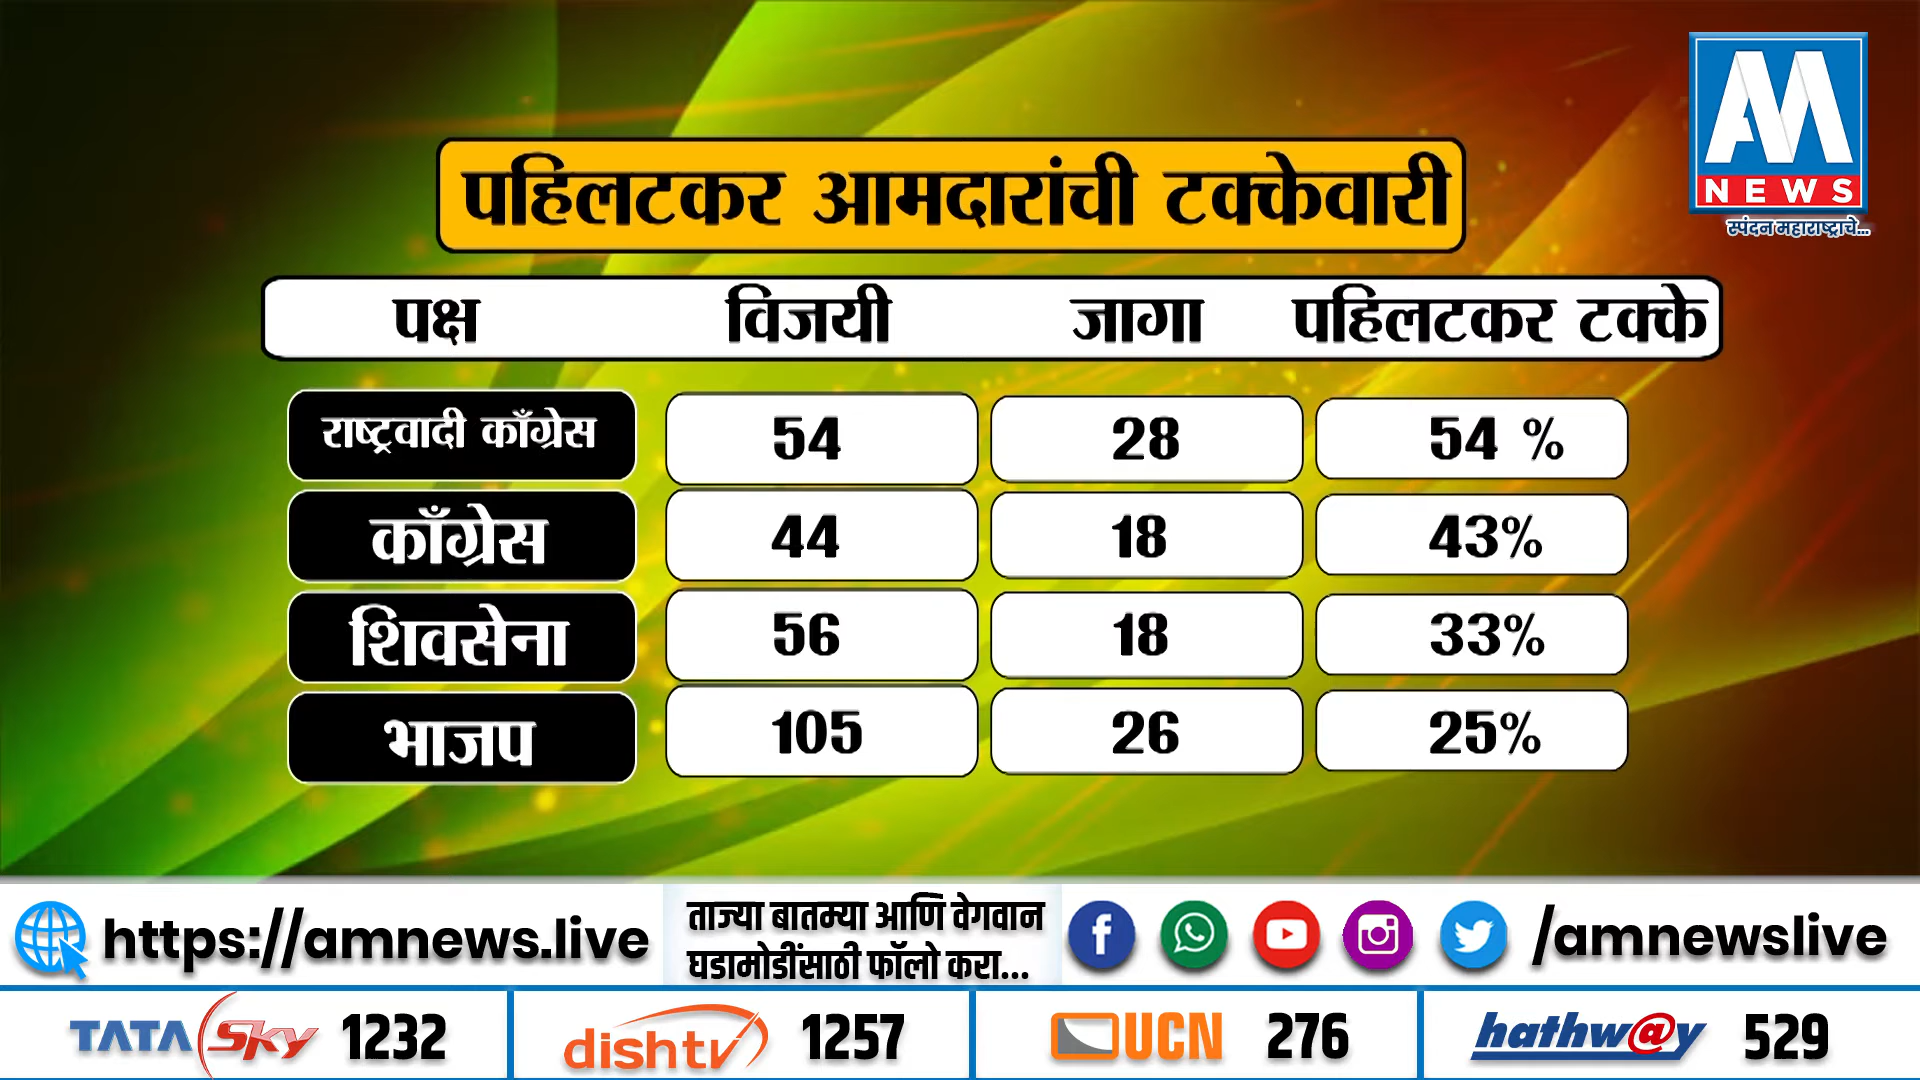 AM
NEWS
स्पंदन महाराष्ट्राचे...
पहिलटकर आमदारांची टक्केवारी
पक्ष विजयी जागा पहिलटकर टक्के
राष्ट्रवादी काँग्रेस 54 28 54 %
काँग्रेस 44 18 43%
शिवसेना 56 18 33%
भाजप 105 26 25%
https://amnews.live
ताज्या बातम्या आणि वेगवान
घडामोडींसाठी फॉलो करा...
/amnewslive
TATA Sky 1232 dishtv 1257 UCN 276 hathw@y 529